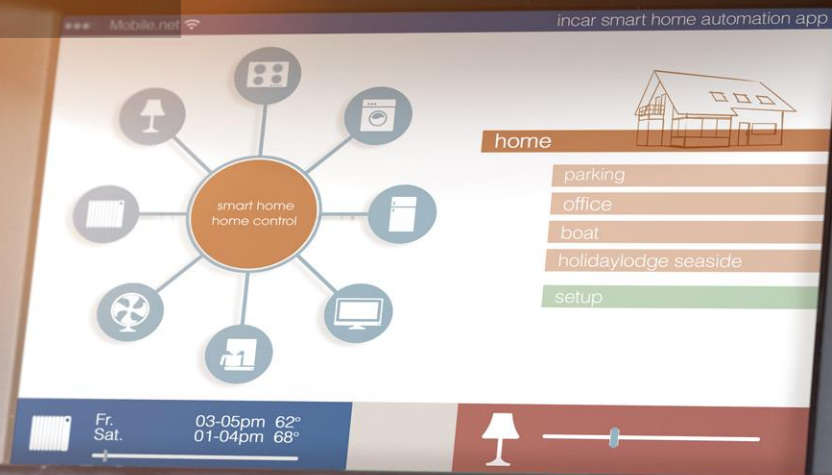 Mobile.net
incar smart home automation app
smart home
home control
home
parking
office
boat
holidaylodge seaside
setup
Fr. 03-05pm 62°
Sat. 01-04pm 68°